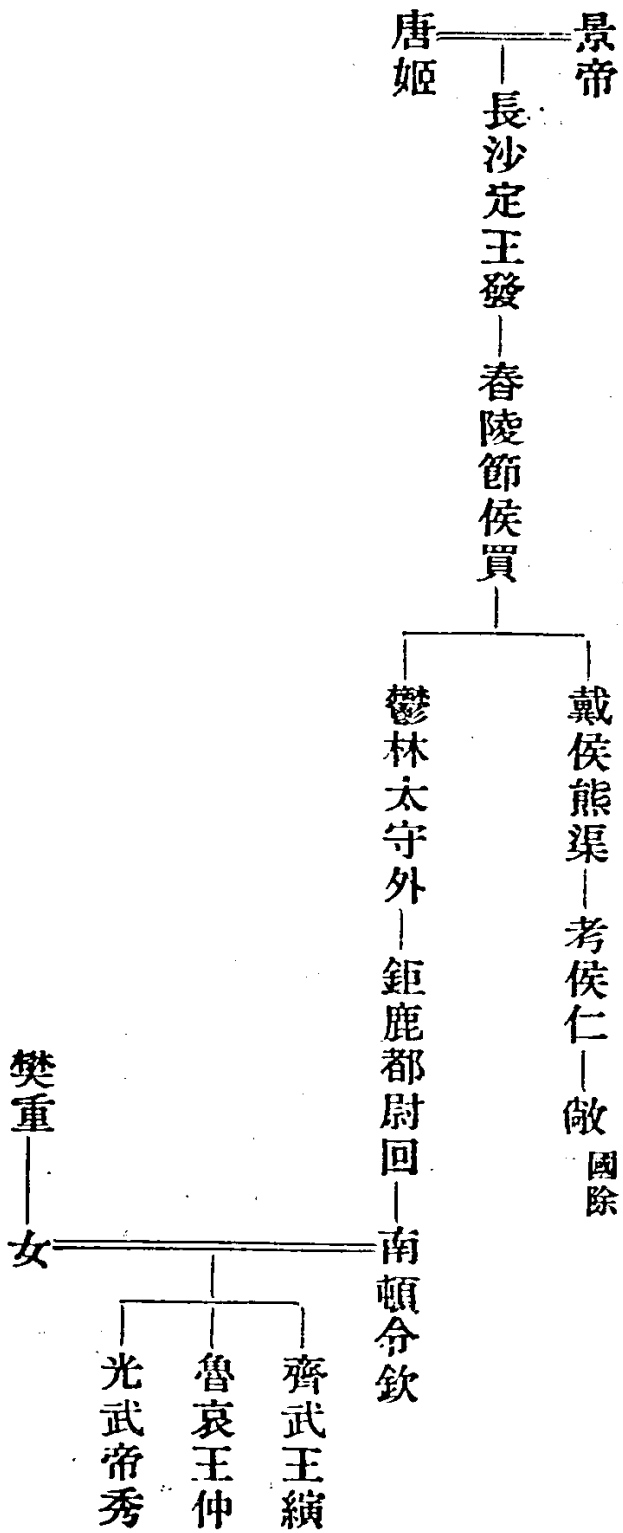 景帝
唐姬
長沙定王發
舂陵節侯買
戴侯熊渠
考侯仁
敞
國除
鬱林太守外
鉅鹿都尉回
南頓令欽
樊重
女
齊武王縯
魯哀王仲
光武帝秀